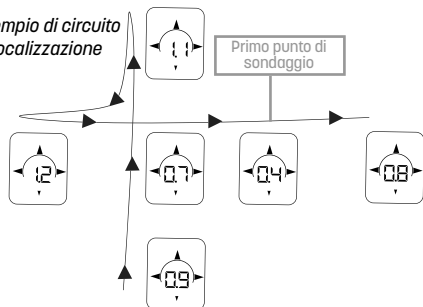 mpio di circuito
ocalizzazione
1.1
Primo punto di
sondaggio
1.2
0.7
0.4
0.8
0.9